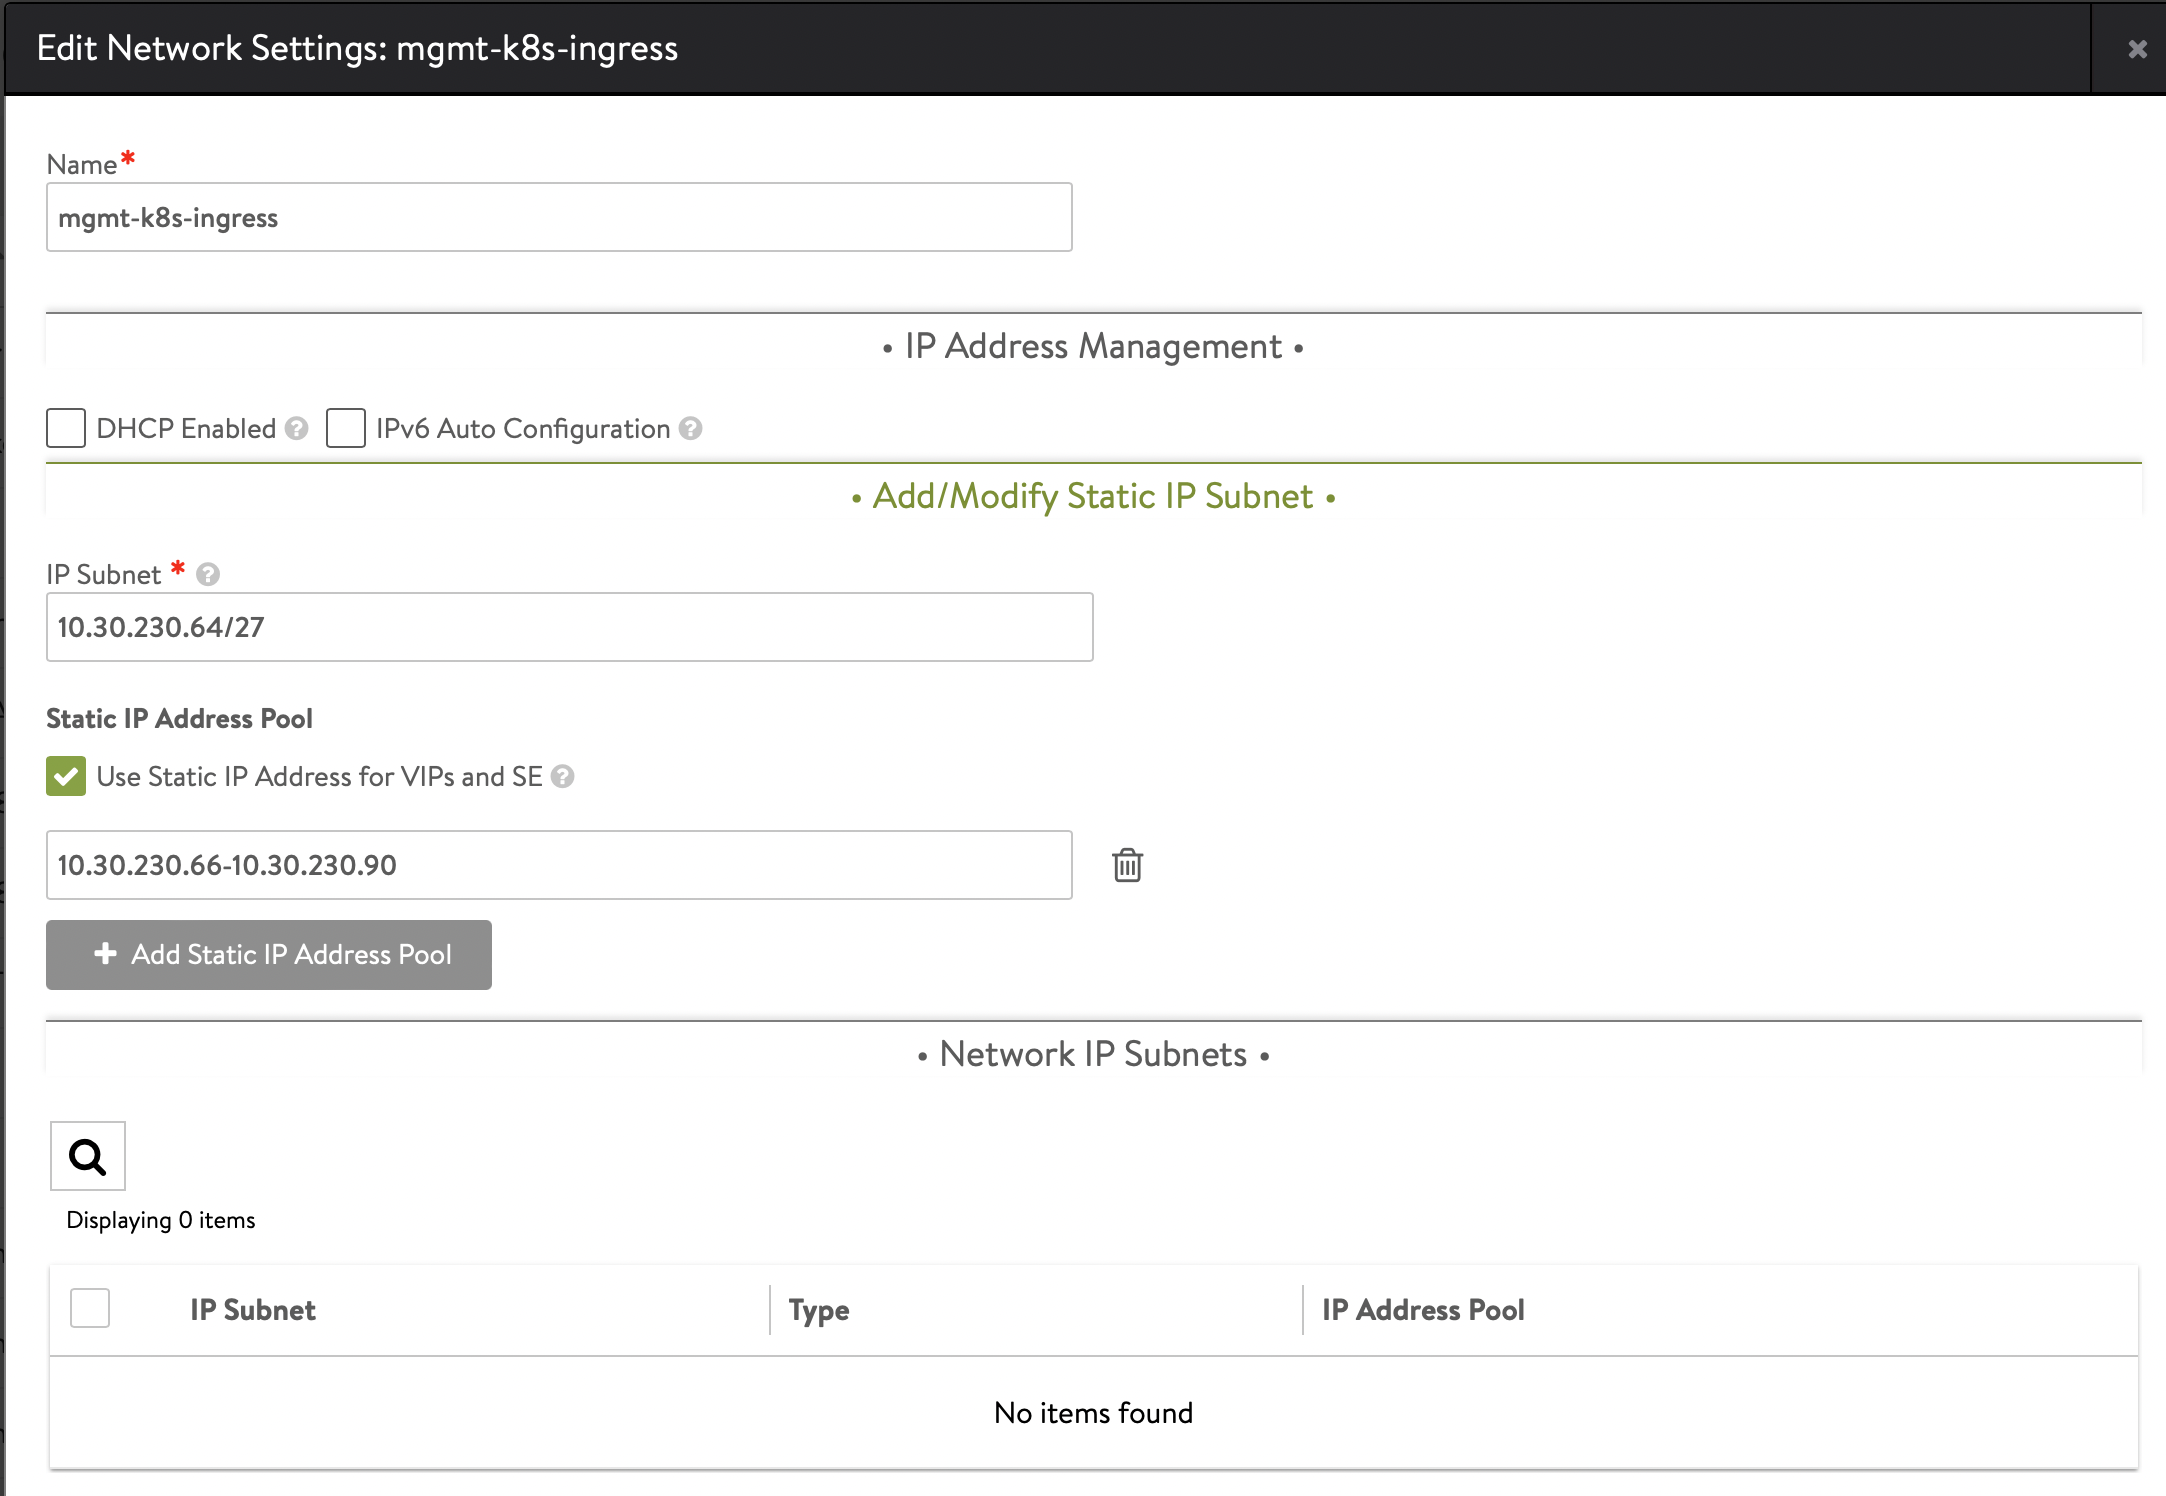 Edit Network Settings: mgmt-k8s-ingress
Name*
mgmt-k8s-ingress
• IP Address Management •
DHCP Enabled ? IPv6 Auto Configuration ?
• Add/Modify Static IP Subnet •
IP Subnet * ?
10.30.230.64/27
Static IP Address Pool
Use Static IP Address for VIPs and SE ?
10.30.230.66-10.30.230.90
+ Add Static IP Address Pool
• Network IP Subnets •
Displaying 0 items
IP Subnet Type IP Address Pool
No items found